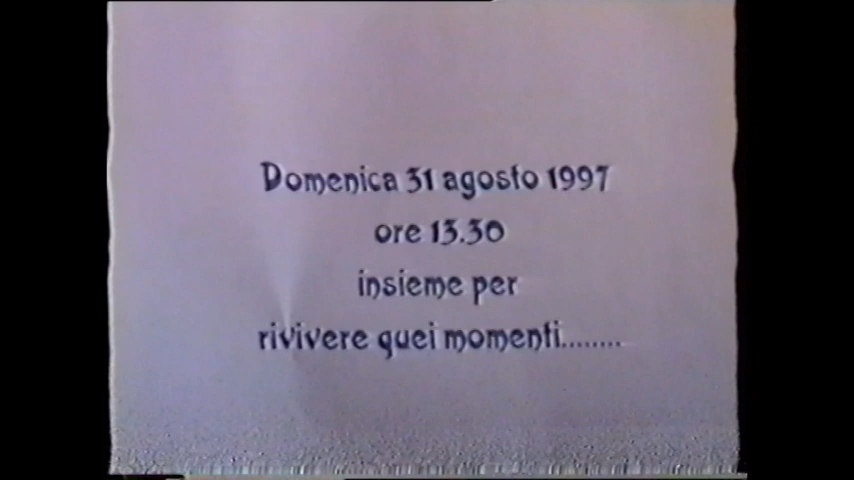 Domenica 31 agosto 1997
ore 13.30
insieme per
rivivere quei momenti........